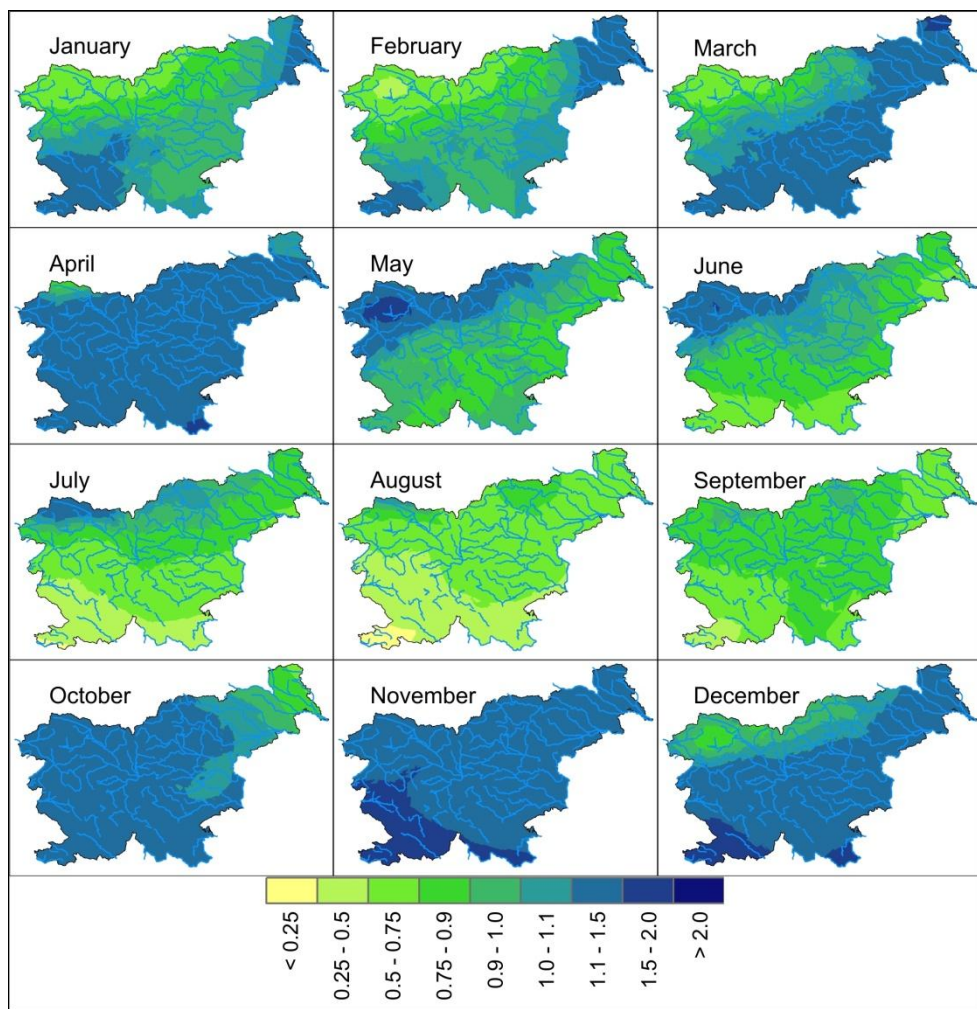 January
February
March
April
May
June
July
August
September
October
November
December
< 0.25
0.25 - 0.5
0.5 - 0.75
0.75 - 0.9
0.9 - 1.0
1.0 - 1.1
1.1 - 1.5
1.5 - 2.0
> 2.0